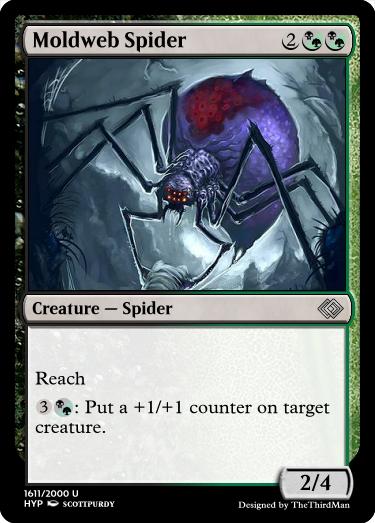 Moldweb Spider 2
Creature — Spider
Reach
3 : Put a +1/+1 counter on target
creature.
2/4
1611/2000 U
HYP SCOTTPURDY
Designed by TheThirdMan